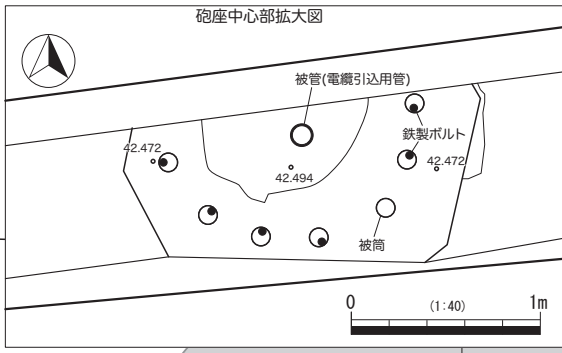 砲座中心部拡大図
被管(電纜引込用管)
鉄製ボルト
42.472
42.472
42.494
被筒
0 (1:40) 1m